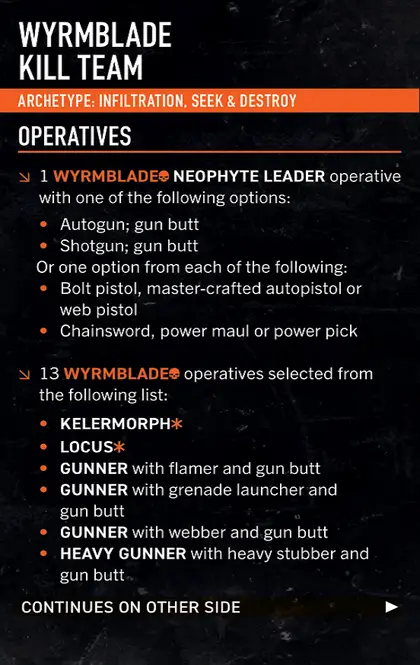 WYRMBLADE
KILL TEAM
ARCHETYPE: INFILTRATION, SEEK & DESTROY
OPERATIVES
↘ 1 WYRMBLADE💀 NEOPHYTE LEADER operative
with one of the following options:
• Autogun; gun butt
• Shotgun; gun butt
Or one option from each of the following:
• Bolt pistol, master-crafted autopistol or
web pistol
• Chainsword, power maul or power pick
↘ 13 WYRMBLADE💀 operatives selected from
the following list:
• KELERMORPH*
• LOCUS*
• GUNNER with flamer and gun butt
• GUNNER with grenade launcher and
gun butt
• GUNNER with webber and gun butt
• HEAVY GUNNER with heavy stubber and
gun butt
CONTINUES ON OTHER SIDE ▶